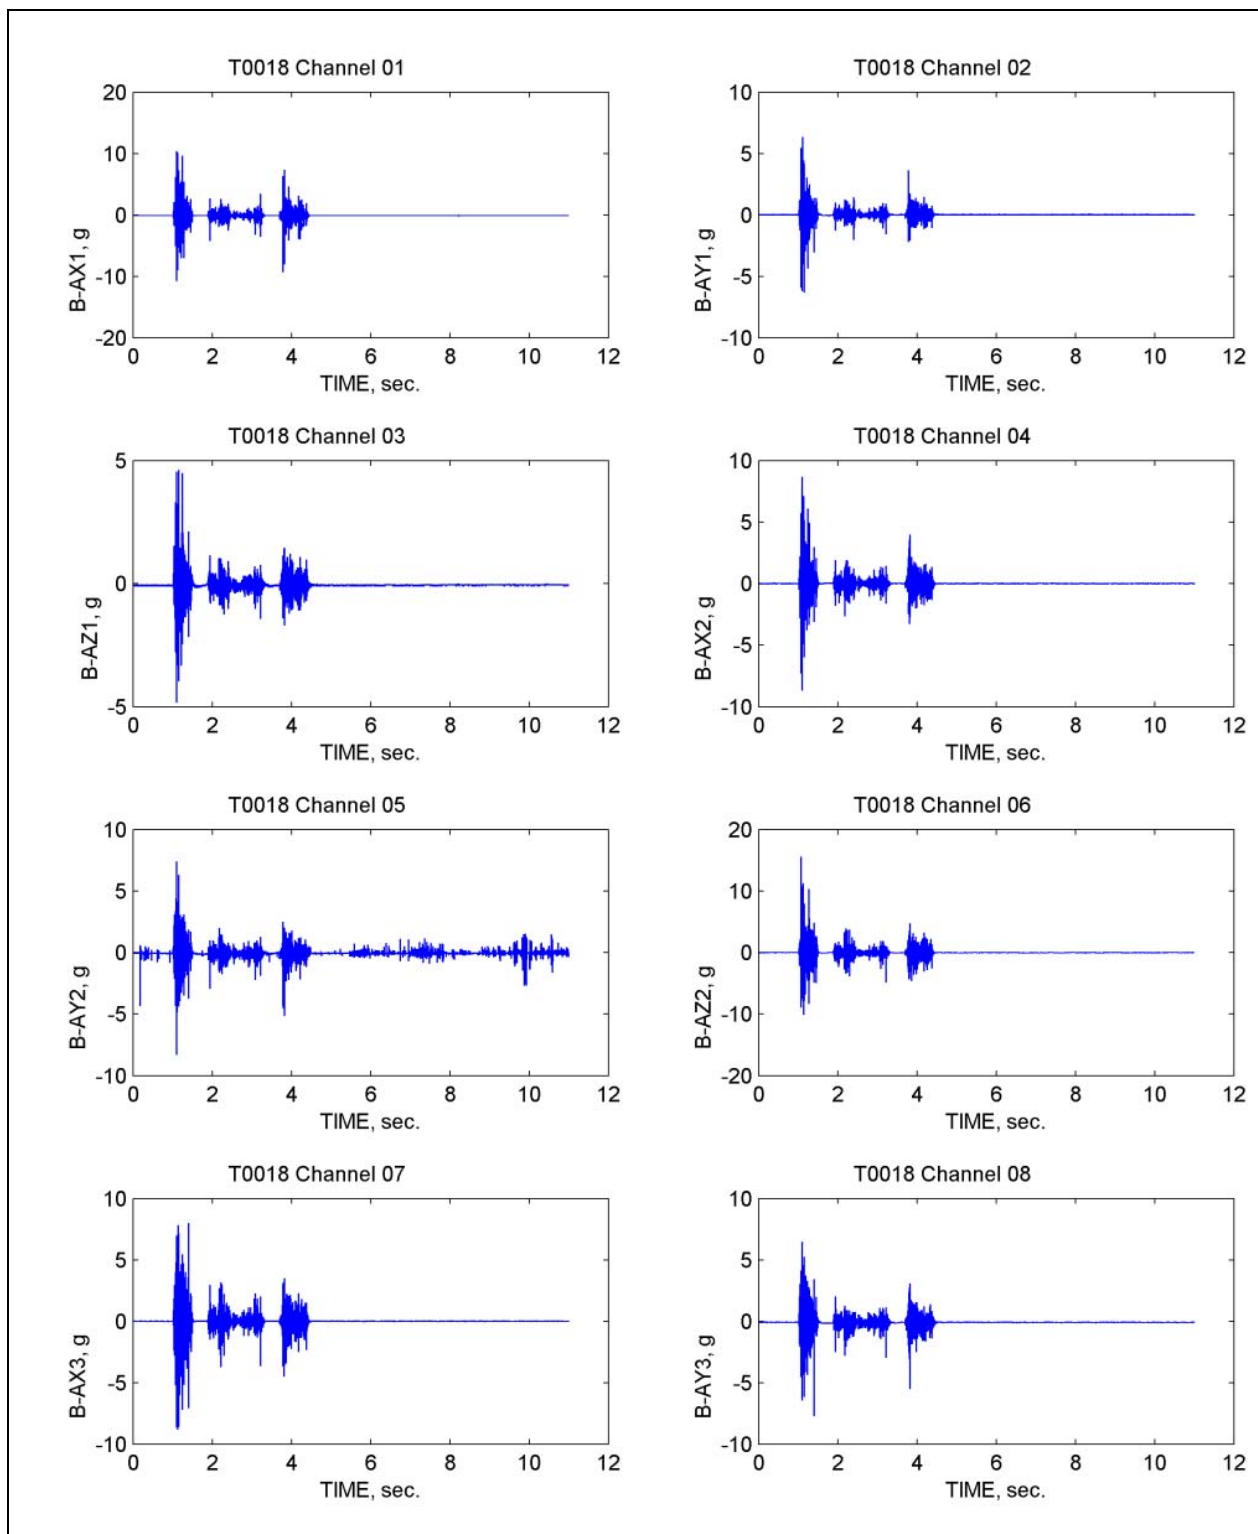 T0018 Channel 01
20
10
0
-10
-20
B-AX1, g
0 2 4 6 8 10 12
TIME, sec.
T0018 Channel 02
10
5
0
-5
-10
B-AY1, g
0 2 4 6 8 10 12
TIME, sec.
T0018 Channel 03
5
0
-5
B-AZ1, g
0 2 4 6 8 10 12
TIME, sec.
T0018 Channel 04
10
5
0
-5
-10
B-AX2, g
0 2 4 6 8 10 12
TIME, sec.
T0018 Channel 05
10
5
0
-5
-10
B-AY2, g
0 2 4 6 8 10 12
TIME, sec.
T0018 Channel 06
20
10
0
-10
-20
B-AZ2, g
0 2 4 6 8 10 12
TIME, sec.
T0018 Channel 07
10
5
0
-5
-10
B-AX3, g
0 2 4 6 8 10 12
TIME, sec.
T0018 Channel 08
10
5
0
-5
-10
B-AY3, g
0 2 4 6 8 10 12
TIME, sec.